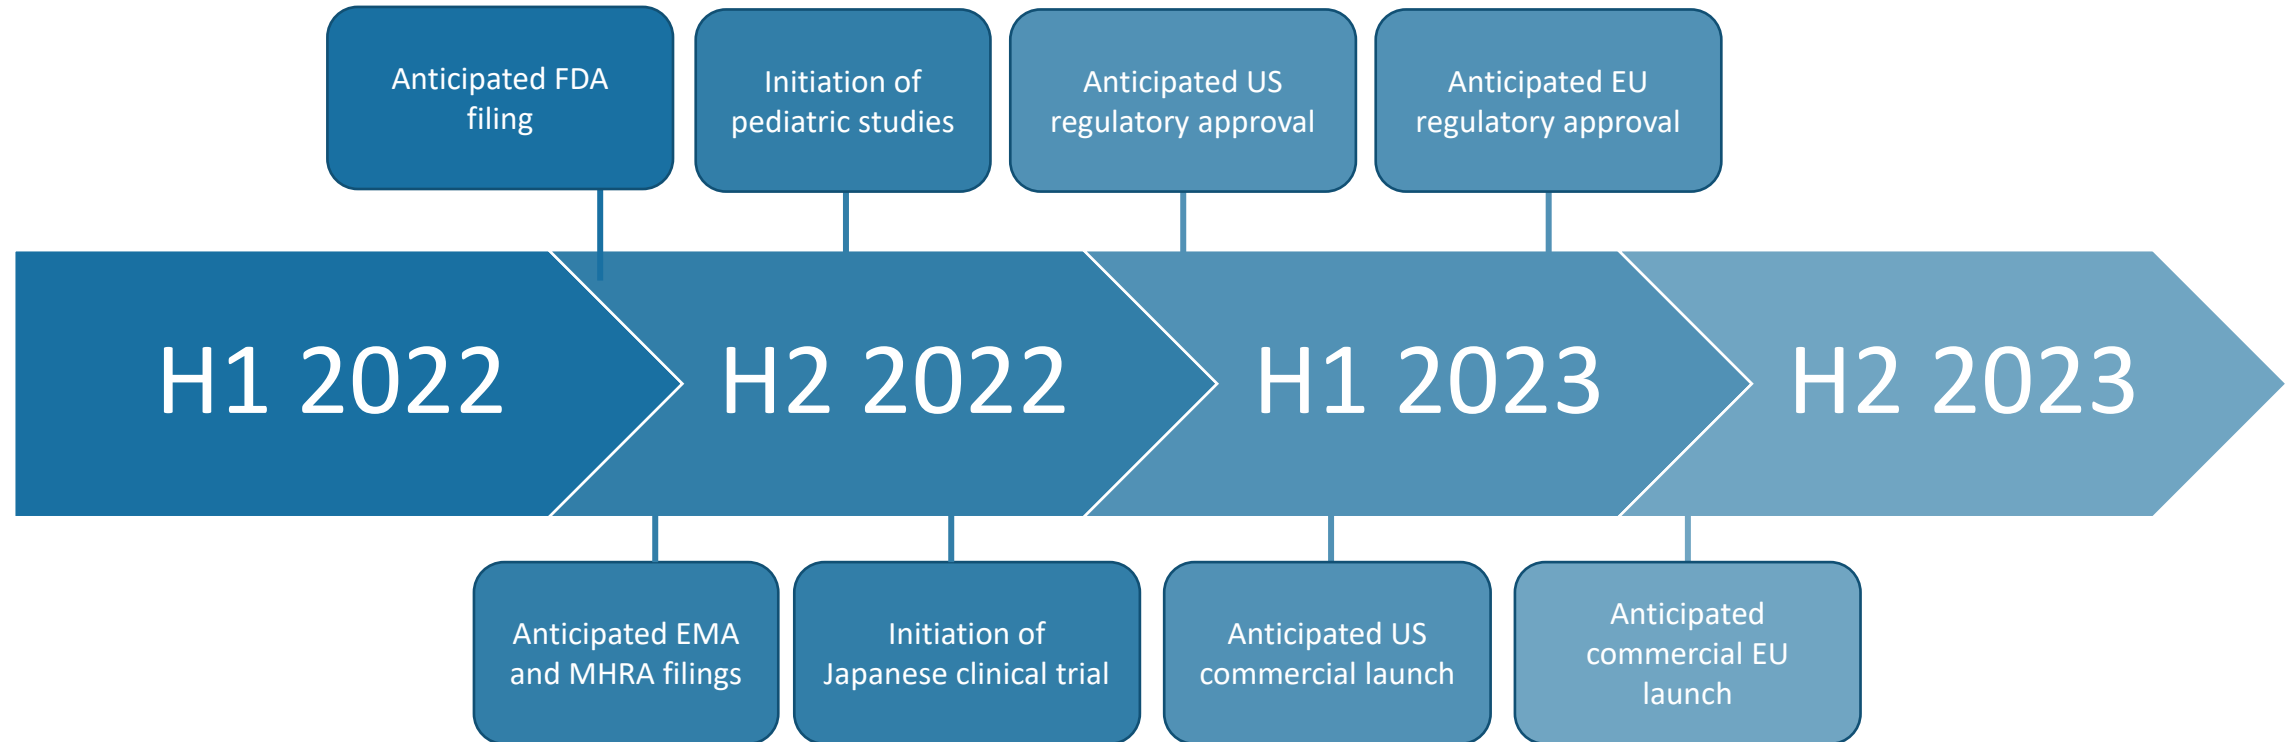 Anticipated FDA
filing
Initiation of
pediatric studies
Anticipated US
regulatory approval
Anticipated EU
regulatory approval
H1 2022
H2 2022
H1 2023
H2 2023
Anticipated EMA
and MHRA filings
Initiation of
Japanese clinical trial
Anticipated US
commercial launch
Anticipated
commercial EU
launch